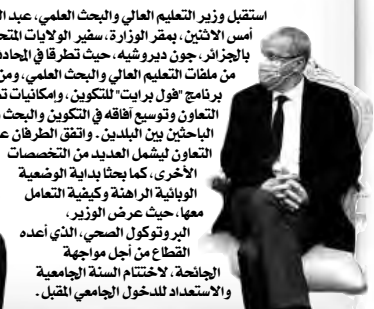 استقبل وزير التعليم العالي والبحث العلمي، عبد
أمس الاثنين، بمقر الوزارة، سفير الولايات
بالجزائر، جون ديروشيه، حيث تطرقا في
من ملفات التعليم العالي والبحث العلمي، ومن
برنامج "فول برايت" للتكوين، وإمكانيات
التعاون وتوسيع آفاقه في التكوين والبحث
الباحثين بين البلدين. واتفق الطرفان
التعاون ليشمل العديد من التخصصات
الأخرى، كما بحثا بداية الوضعية
الوبائية الراهنة وكيفية التعامل
معها، حيث عرض الوزير،
البروتوكول الصحي، الذي أعده
القطاع من أجل مواجهة
الجائحة، لاختتام السنة الجامعية
والاستعداد للدخول الجامعي المقبل.